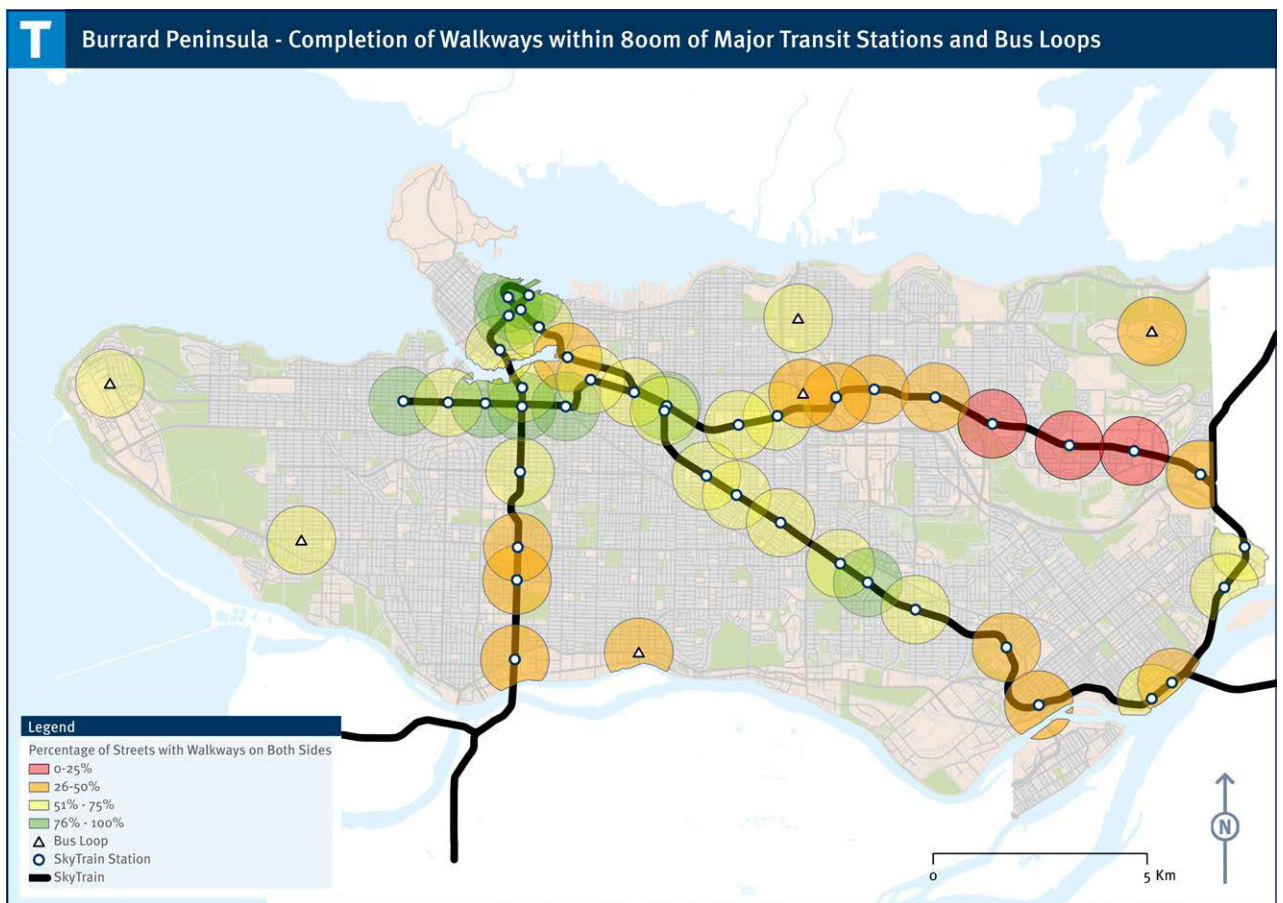 T
Burrard Peninsula - Completion of Walkways within 800m of Major Transit Stations and Bus Loops
Legend
Percentage of Streets with Walkways on Both Sides
0-25%
26-50%
51% - 75%
76% - 100%
Bus Loop
SkyTrain Station
SkyTrain
N
0 5 Km